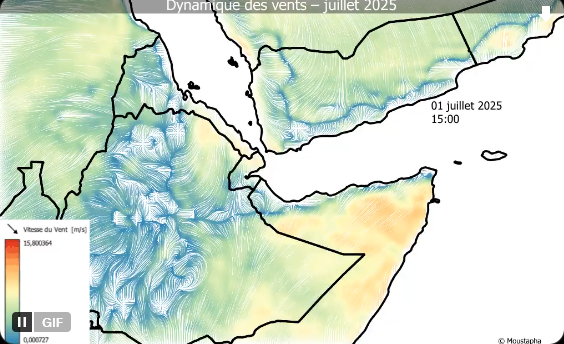 Dynamique des vents – juillet 2025
01 juillet 2025
15:00
Vitesse du Vent [m/s]
15,800364
GIF
0,000727
© Moustapha